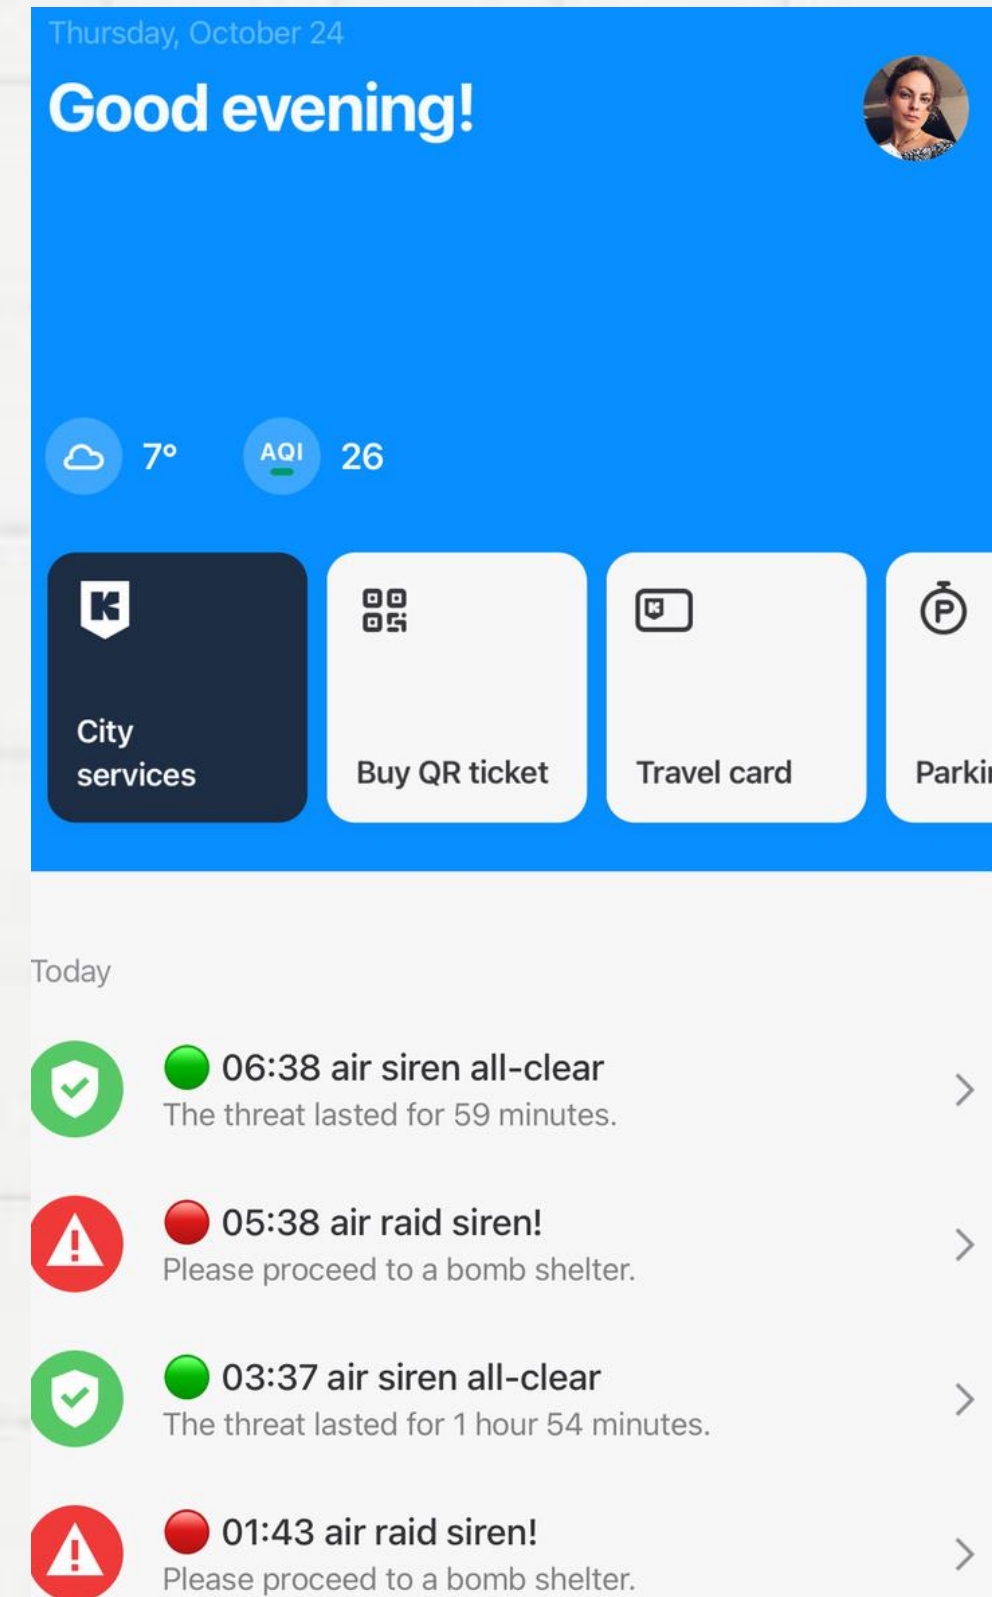 Thursday, October 24
Good evening!
7°
AQI
26
K
City
services
Buy QR ticket
K
Travel card
P
Parkin
Today
06:38 air siren all-clear
The threat lasted for 59 minutes.
05:38 air raid siren!
Please proceed to a bomb shelter.
03:37 air siren all-clear
The threat lasted for 1 hour 54 minutes.
01:43 air raid siren!
Please proceed to a bomb shelter.